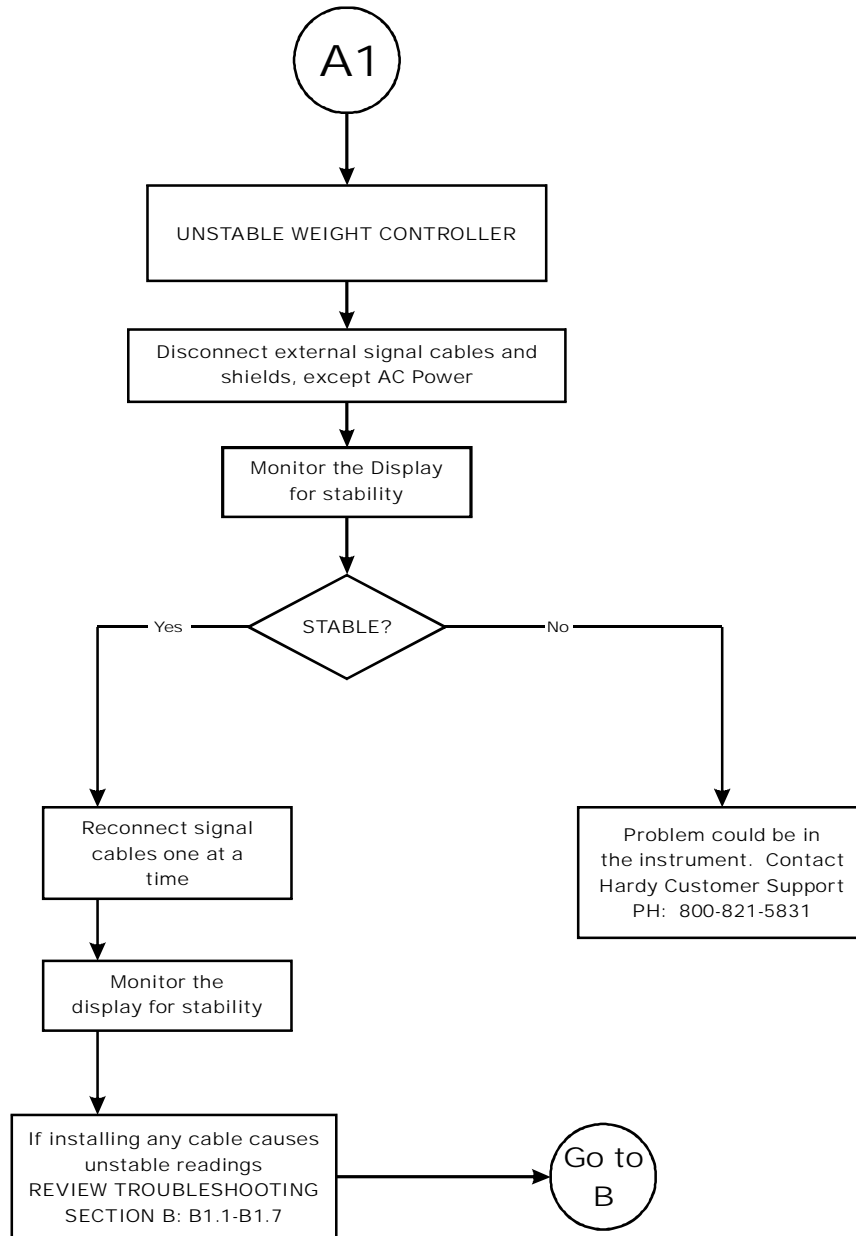 A1
UNSTABLE WEIGHT CONTROLLER
Disconnect external signal cables and
shields, except AC Power
Monitor the Display
for stability
STABLE?
Yes
No
Reconnect signal
cables one at a
time
Problem could be in
the instrument. Contact
Hardy Customer Support
PH: 800-821-5831
Monitor the
display for stability
If installing any cable causes
unstable readings
REVIEW TROUBLESHOOTING
SECTION B: B1.1-B1.7
Go to
B